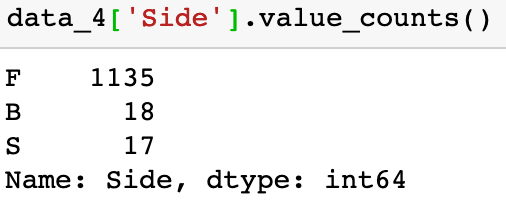 data_4['Side'].value_counts()
F 1135
B 18
S 17
Name: Side, dtype: int64